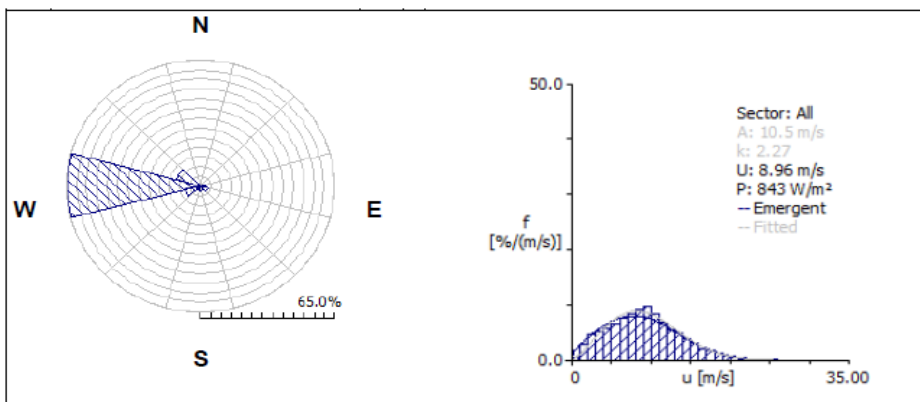 N
W
E
S
65.0%
50.0
Sector: All
A: 10.5 m/s
k: 2.27
U: 8.96 m/s
P: 843 W/m²
-- Emergent
-- Fitted
f
[%/(m/s)]
0.0
0
u [m/s]
35.00